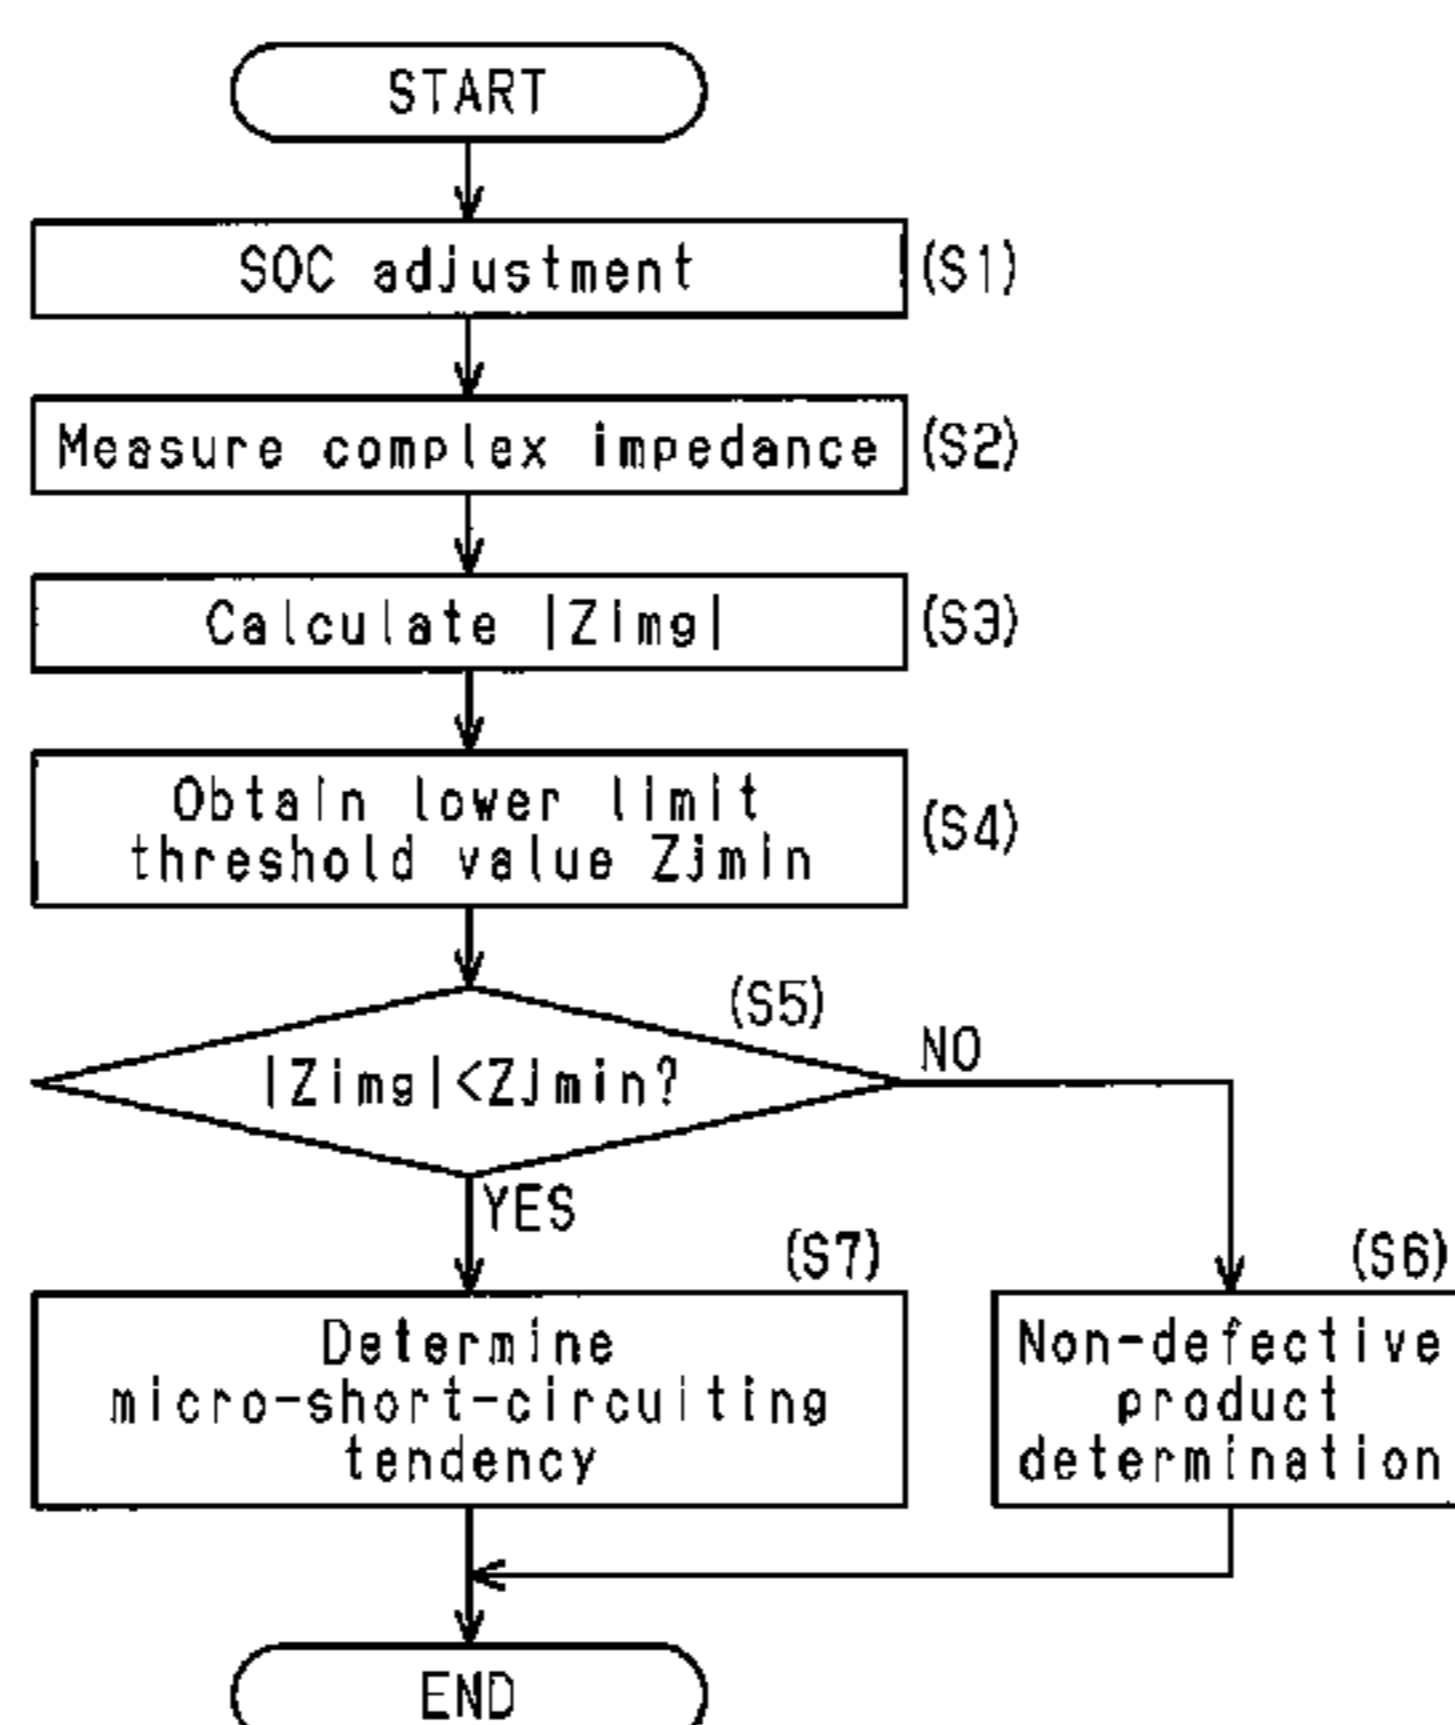 START
SOC adjustment
(S1)
Measure complex impedance
(S2)
Calculate |Zimg|
(S3)
Obtain lower limit
threshold value Zjmin
(S4)
(S5)
|Zimg|<Zjmin?
NO
YES
(S7)
Determine
micro-short-circuiting
tendency
(S6)
Non-defective
product
determination
END